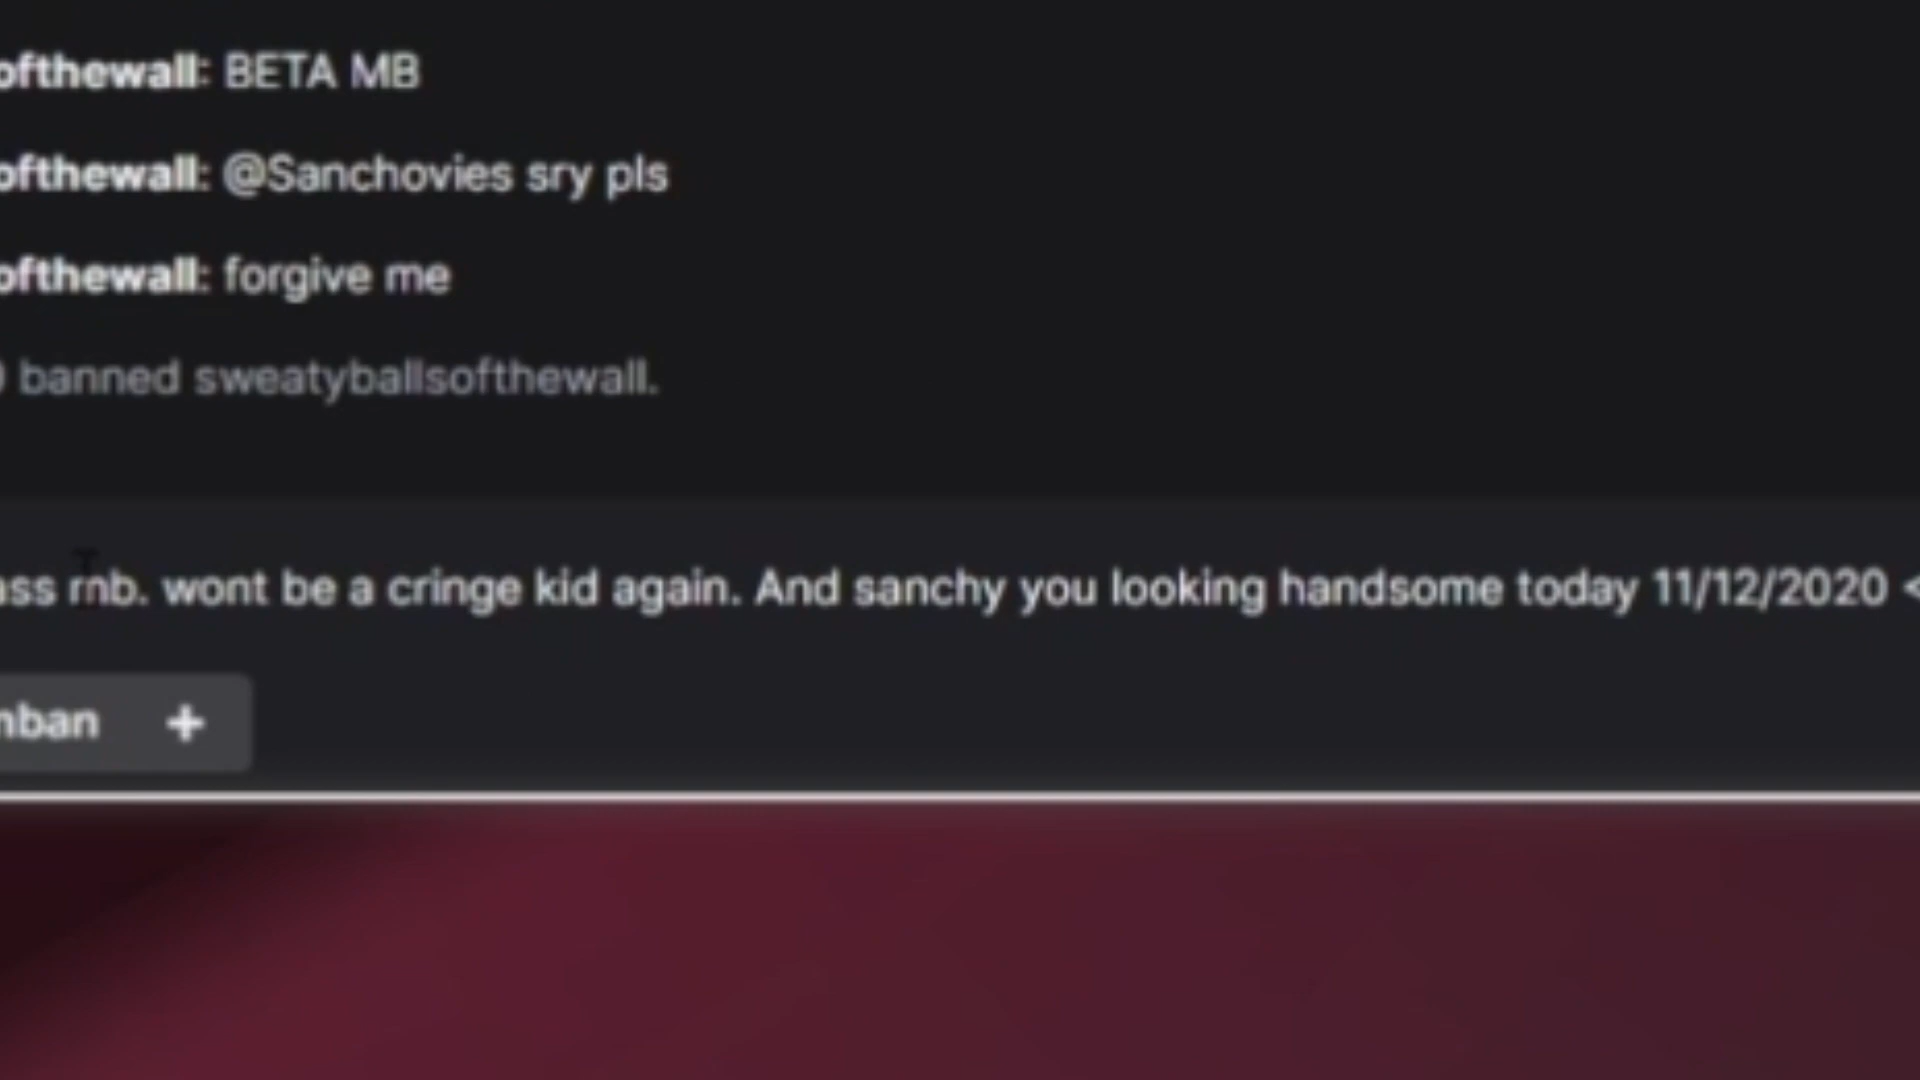 ofthewall: BETA MB
ofthewall: @Sanchovies sry pls
ofthewall: forgive me
banned sweatyballsofthewall.
ass rnb. wont be a cringe kid again. And sanchy you looking handsome today 11/12/2020 <
nban +